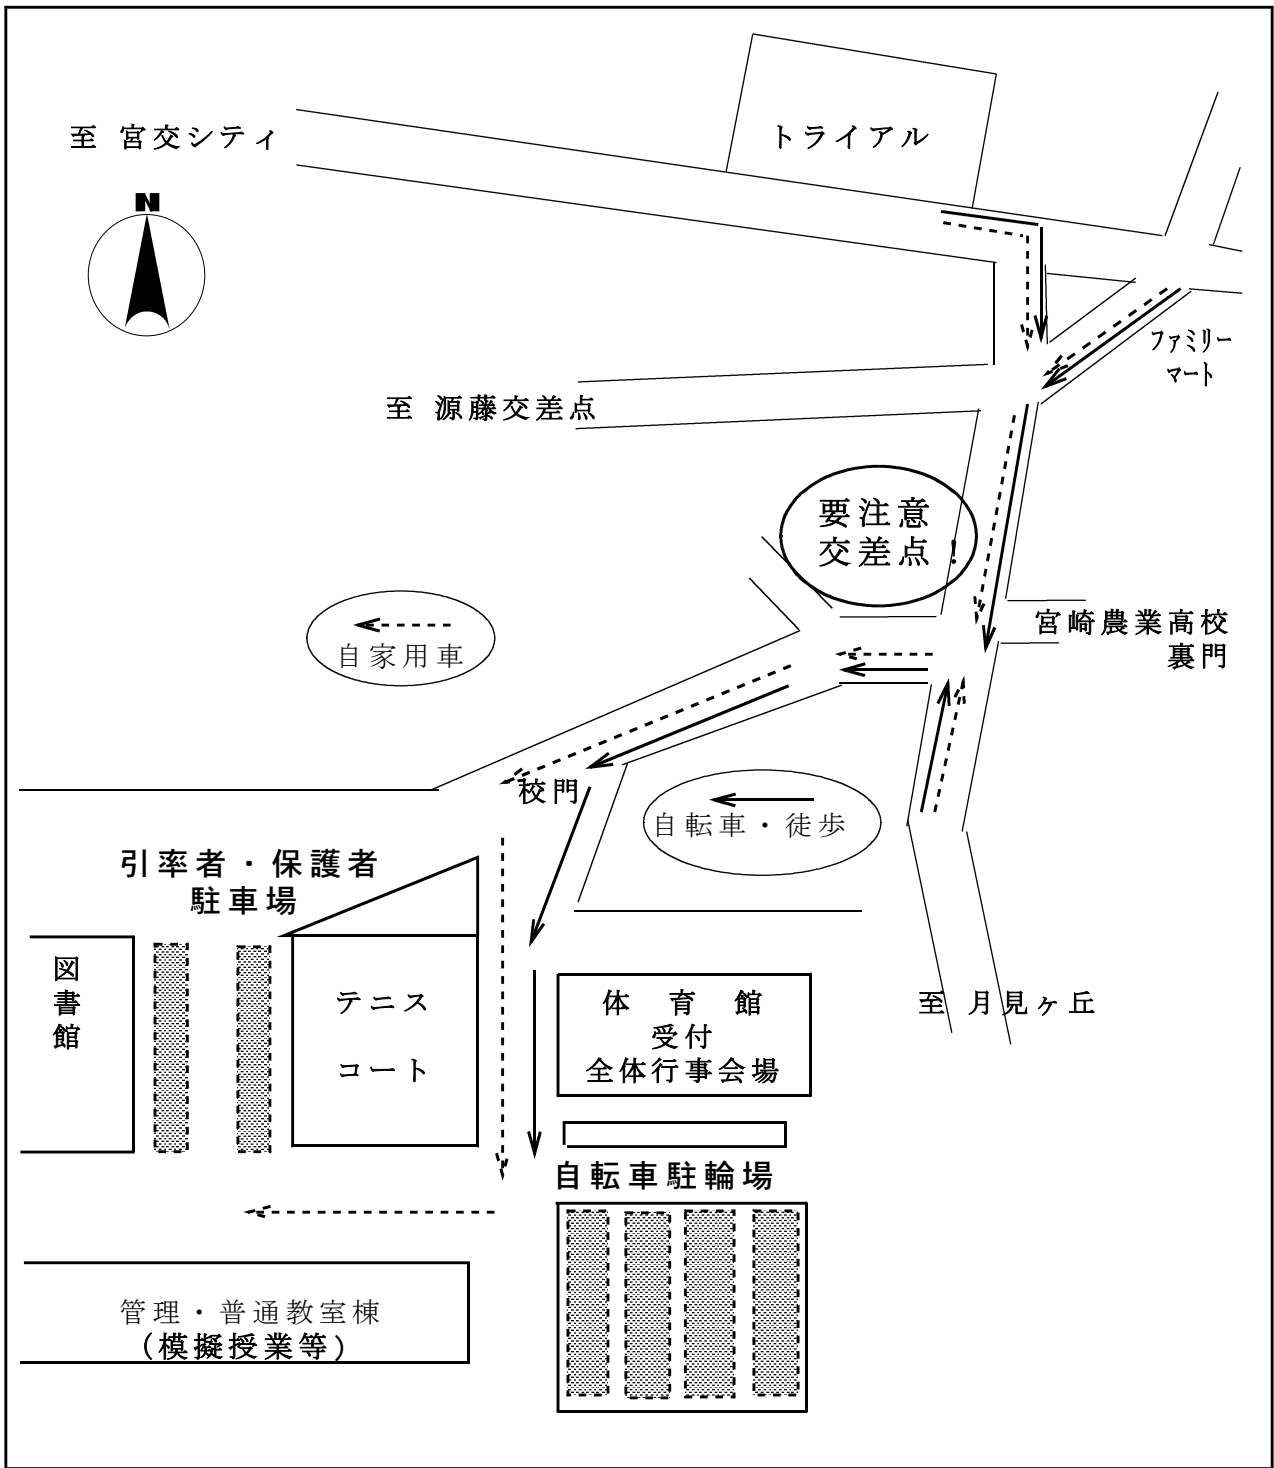 至 宮交シティ
トライアル
N
ファミリー
マート
至 源藤交差点
要注意
交差点!
自家用車
宮崎農業高校
裏門
校門
自転車・徒歩
引率者・保護者
駐車場
図書館
テニス
コート
体 育 館
受付
全体行事会場
至 月見ヶ丘
自転車駐輪場
管理・普通教室棟
(模擬授業等)